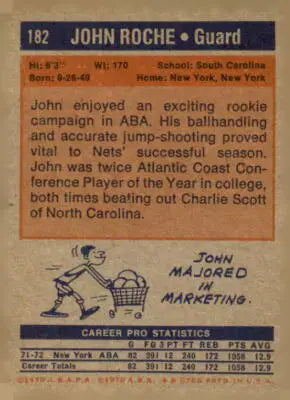 182 JOHN ROCHE • Guard
Ht: 6'3" Wt: 170 School: South Carolina
Born: 9-26-49 Home: New York, New York
John enjoyed an exciting rookie
campaign in ABA. His ballhandling
and accurate jump-shooting proved
vital to Nets' successful season.
John was twice Atlantic Coast Con-
ference Player of the Year in college,
both times beating out Charlie Scott
of North Carolina.
JOHN
MAJORED
IN
MARKETING.
CAREER PRO STATISTICS
G FG 3 PT FT REB PTS AVG
71-72 New York ABA 82 391 12 240 172 1058 12.9
Career Totals 82 391 12 240 172 1058 12.9
PRTD. IN U.S.A.